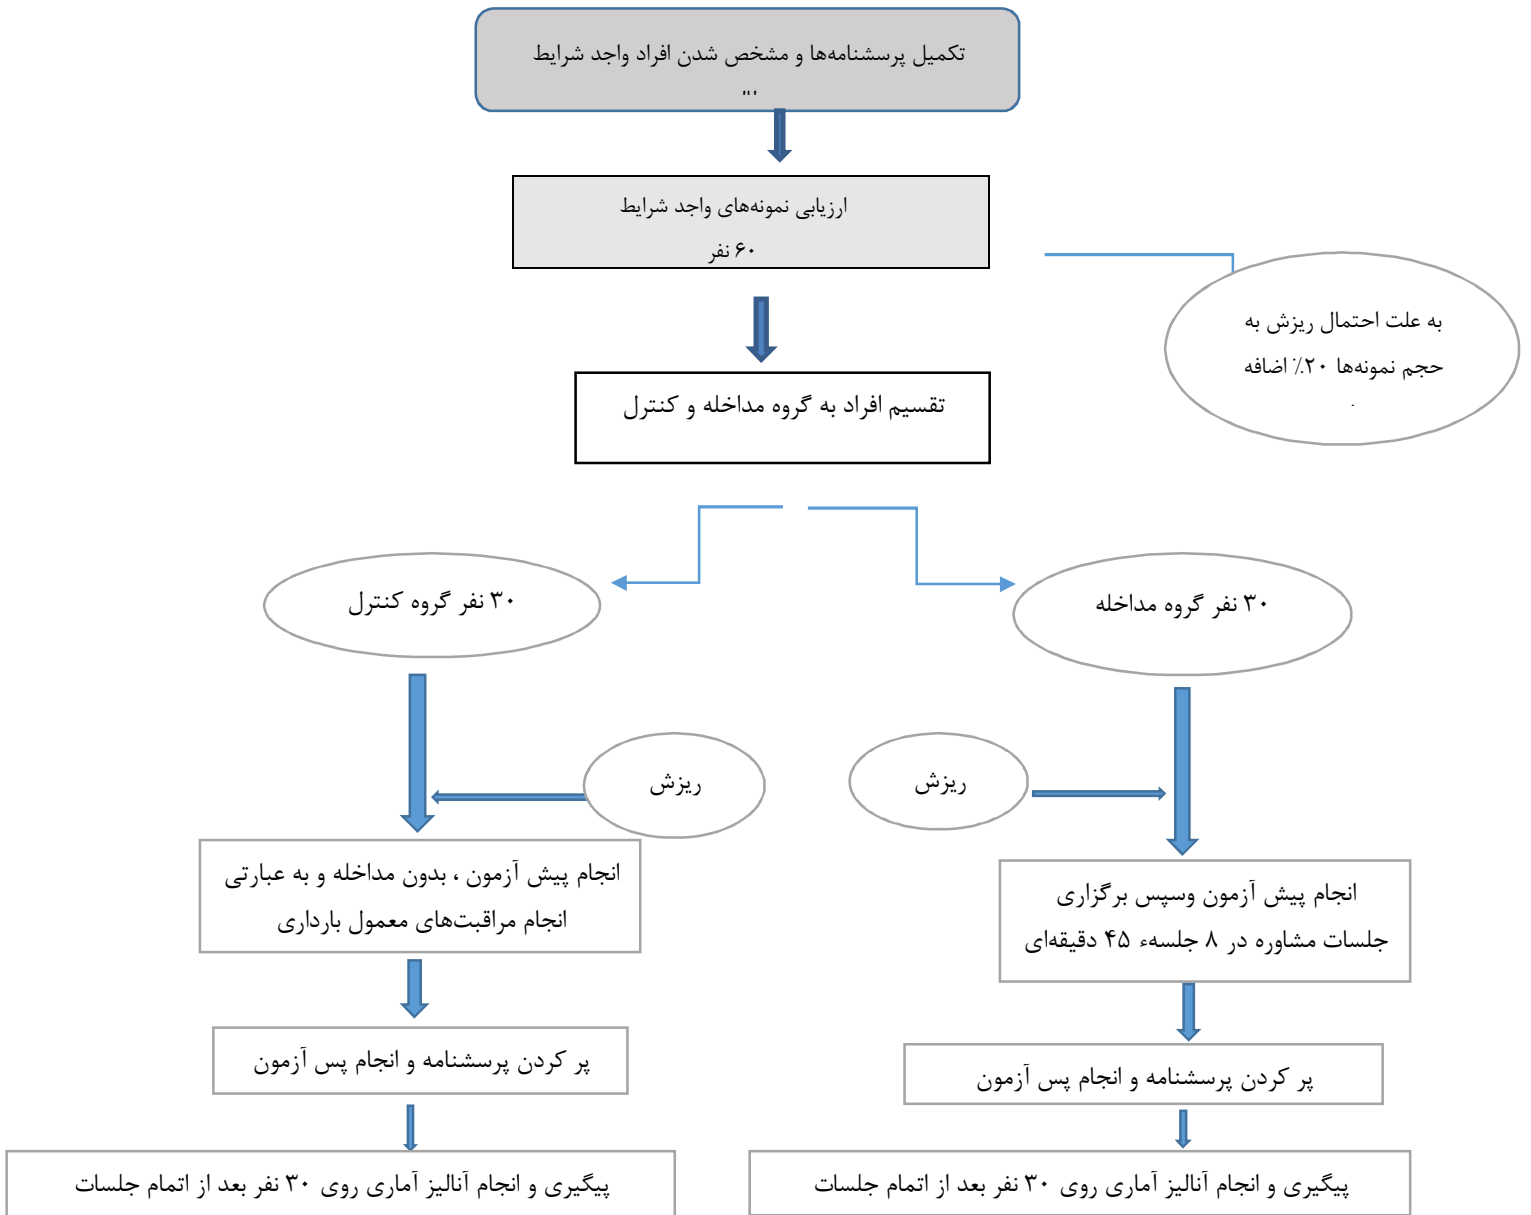 تکمیل پرسشنامه‌ها و مشخص شدن افراد واجد شرایط
ارزیابی نمونه‌های واجد شرایط
۶۰ نفر
به علت احتمال ریزش به
حجم نمونه‌ها ۲۰٪ اضافه
تقسیم افراد به گروه مداخله و کنترل
۳۰ نفر گروه مداخله
۳۰ نفر گروه کنترل
ریزش
ریزش
انجام پیش آزمون وسپس برگزاری
جلسات مشاوره در ۸ جلسهء ۴۵ دقیقه‌ای
انجام پیش آزمون ، بدون مداخله و به عبارتی
انجام مراقبت‌های معمول بارداری
پر کردن پرسشنامه و انجام پس آزمون
پر کردن پرسشنامه و انجام پس آزمون
پیگیری و انجام آنالیز آماری روی ۳۰ نفر بعد از اتمام جلسات
پیگیری و انجام آنالیز آماری روی ۳۰ نفر بعد از اتمام جلسات